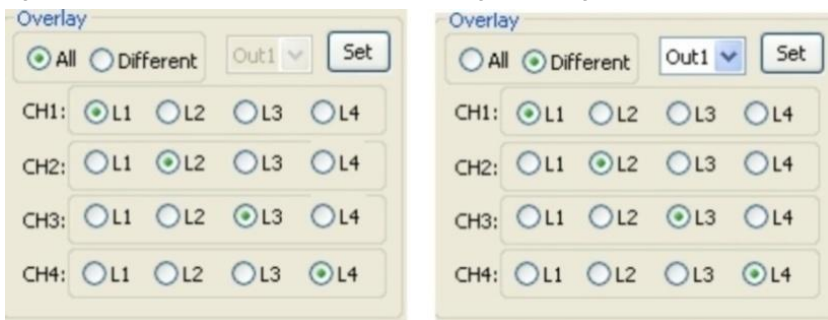 Overlay
All Different Out1 Set
CH1: L1 L2 L3 L4
CH2: L1 L2 L3 L4
CH3: L1 L2 L3 L4
CH4: L1 L2 L3 L4
Overlay
All Different Out1 Set
CH1: L1 L2 L3 L4
CH2: L1 L2 L3 L4
CH3: L1 L2 L3 L4
CH4: L1 L2 L3 L4